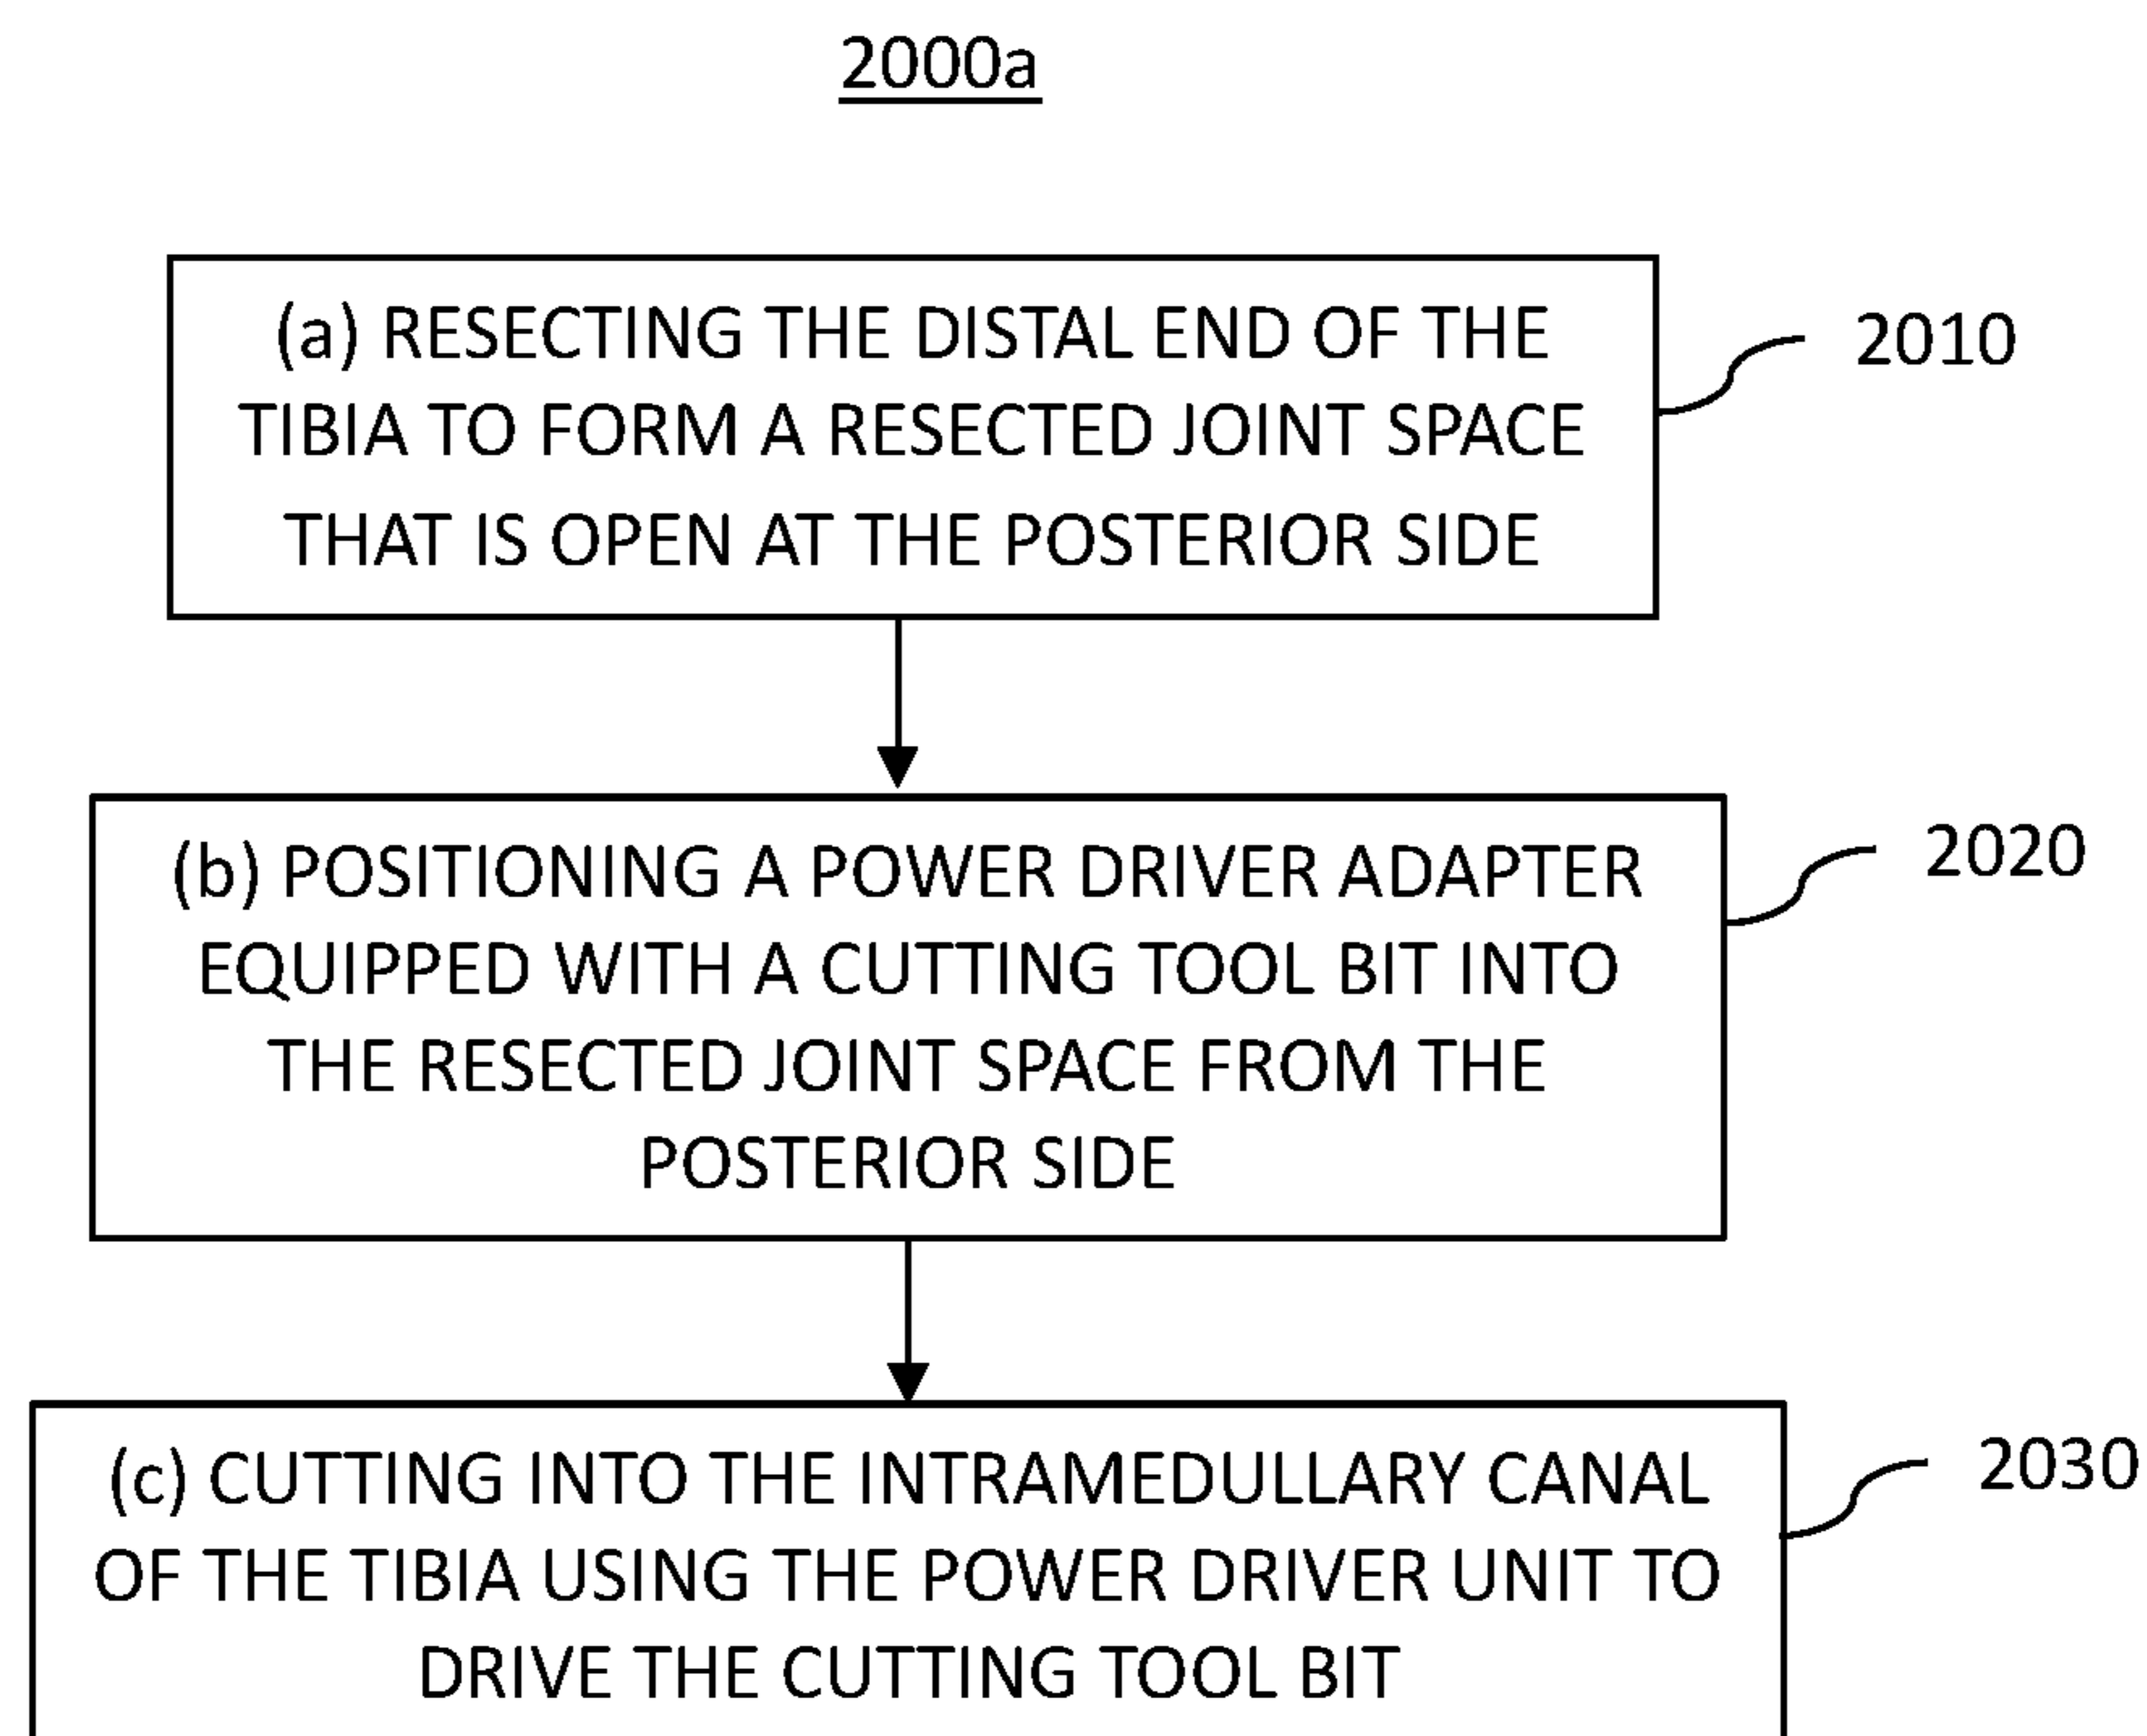 2000a
(a) RESECTING THE DISTAL END OF THE
TIBIA TO FORM A RESECTED JOINT SPACE
THAT IS OPEN AT THE POSTERIOR SIDE
2010
(b) POSITIONING A POWER DRIVER ADAPTER
EQUIPPED WITH A CUTTING TOOL BIT INTO
THE RESECTED JOINT SPACE FROM THE
POSTERIOR SIDE
2020
(c) CUTTING INTO THE INTRAMEDULLARY CANAL
OF THE TIBIA USING THE POWER DRIVER UNIT TO
DRIVE THE CUTTING TOOL BIT
2030